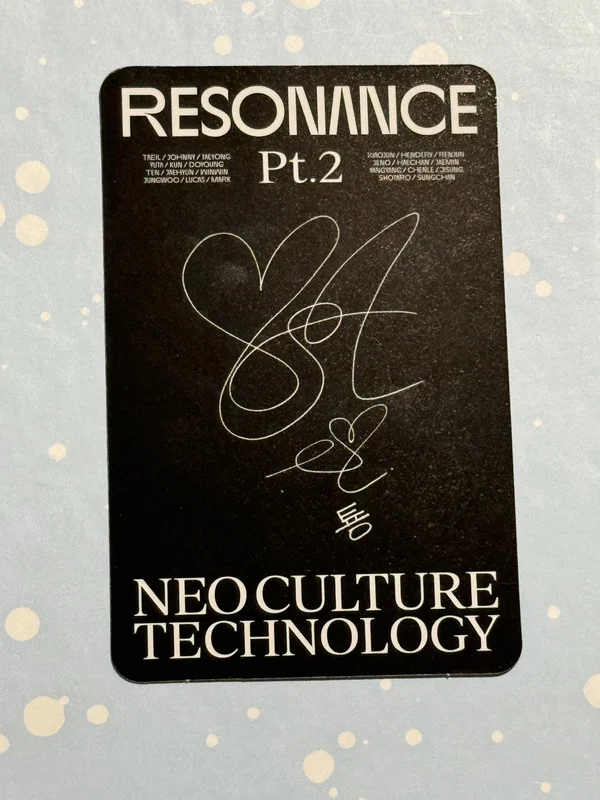 RESONANCE
Pt.2
TAEIL / JOHNNY / TAEYONG
YUTA / KUN / DOYOUNG
TEN / JAEHYUN / WINWIN
JUNGWOO / LUCAS / MARK
XIAOJUN / HENDERY / RENJUN
JENO / HAECHAN / JAEMIN
YANGYANG / CHENLE / JISUNG
SHOTARO / SUNGCHAN
통
NEO CULTURE
TECHNOLOGY